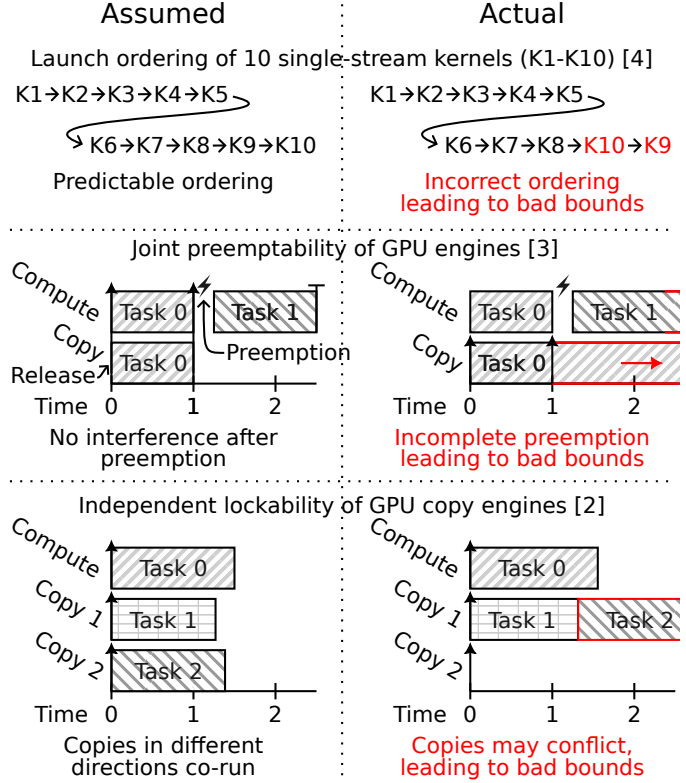 Assumed
Actual
Launch ordering of 10 single-stream kernels (K1-K10) [4]
K1→K2→K3→K4→K5
K6→K7→K8→K9→K10
Predictable ordering
K1→K2→K3→K4→K5
K6→K7→K8→K10→K9
Incorrect ordering
leading to bad bounds
Joint preemptability of GPU engines [3]
Compute
Task 0
Task 1
Copy
Task 0
Preemption
Release
Time 0 1 2
No interference after
preemption
Compute
Task 0
Task 1
Copy
Task 0
Time 0 1 2
Incomplete preemption
leading to bad bounds
Independent lockability of GPU copy engines [2]
Compute
Task 0
Copy 1
Task 1
Copy 2
Task 2
Time 0 1 2
Copies in different
directions co-run
Compute
Task 0
Copy 1
Task 1
Task 2
Copy 2
Time 0 1 2
Copies may conflict,
leading to bad bounds